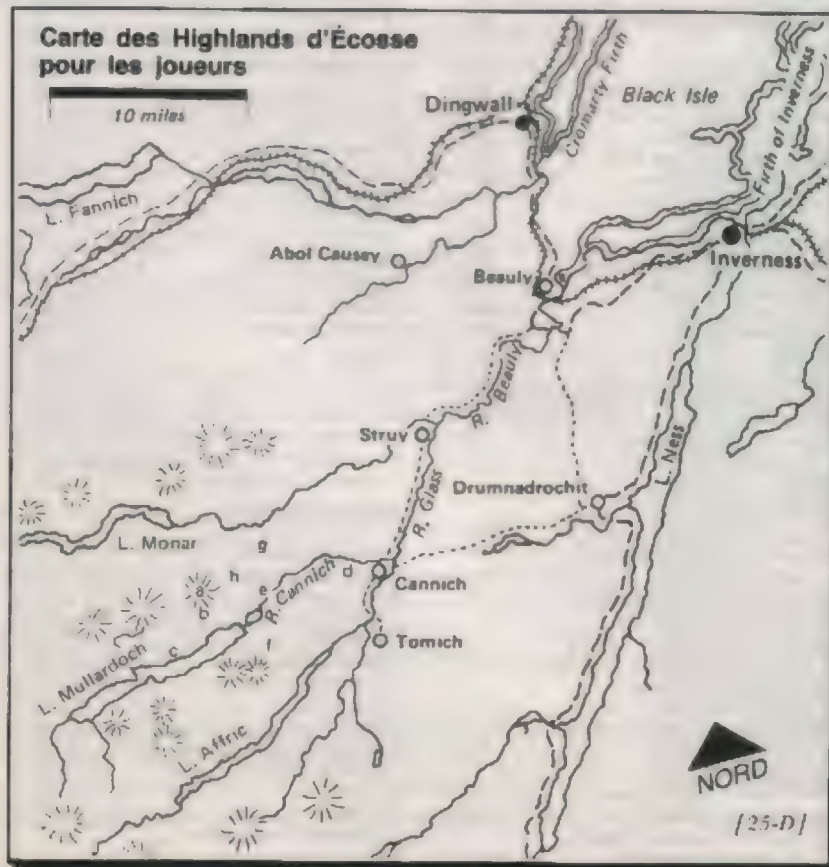 Carte des Highlands d'Écosse
pour les joueurs
10 miles
Dingwall
Cromarty Firth
Black Isle
Firth of Inverness
L. Fannich
Abol Causey
Beauly
Inverness
R. Beauly
Struy
R. Glass
Drumnadrochit
L. Ness
L. Monar
g
h
a
b
e
R. Cannich
d
Cannich
c
f
Tomich
L. Mullardoch
L. Affric
NORD
[25-D]